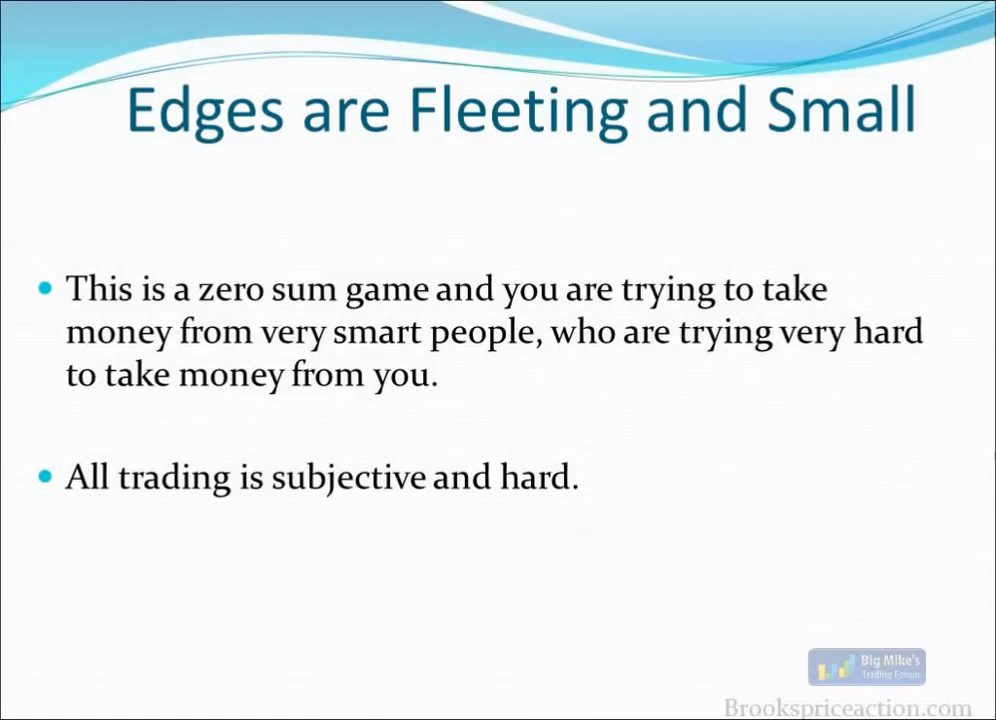 Edges are Fleeting and Small
This is a zero sum game and you are trying to take
money from very smart people, who are trying very hard
to take money from you.
All trading is subjective and hard.
Big Mike's
Trading Forum
Brookspriceaction.com